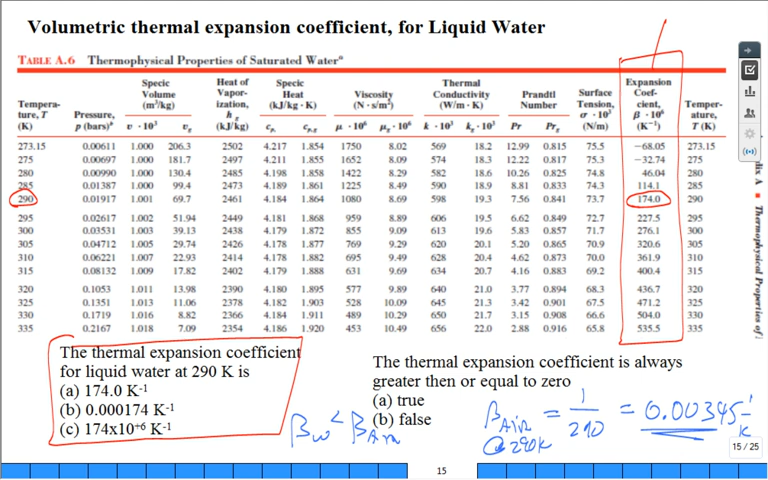 Volumetric thermal expansion coefficient, for Liquid Water
TABLE A.6 Thermophysical Properties of Saturated Water^a
Tempera-ture, T (K) Pressure, p (bars)^b Specic Volume (m³/kg) v_f · 10³ v_g Heat of Vapor-ization, h_fg (kJ/kg) Specic Heat (kJ/kg · K) c_p,f c_p,g Viscosity (N · s/m²) μ_f · 10⁶ μ_g · 10⁶ Thermal Conductivity (W/m · K) k_f · 10³ k_g · 10³ Prandtl Number Pr_f Pr_g Surface Tension, σ_f · 10³ (N/m) Expansion Coef-cient, β_f · 10⁶ (K⁻¹) Temper-ature, T (K)
273.15 0.00611 1.000 206.3 2502 4.217 1.854 1750 8.02 569 18.2 12.99 0.815 75.5 −68.05 273.15
275 0.00697 1.000 181.7 2497 4.211 1.855 1652 8.09 574 18.3 12.22 0.817 75.3 −32.74 275
280 0.00990 1.000 130.4 2485 4.198 1.858 1422 8.29 582 18.6 10.26 0.825 74.8 46.04 280
285 0.01387 1.000 99.4 2473 4.189 1.861 1225 8.49 590 18.9 8.81 0.833 74.3 114.1 285
290 0.01917 1.001 69.7 2461 4.184 1.864 1080 8.69 598 19.3 7.56 0.841 73.7 174.0 290
295 0.02617 1.002 51.94 2449 4.181 1.868 959 8.89 606 19.5 6.62 0.849 72.7 227.5 295
300 0.03531 1.003 39.13 2438 4.179 1.872 855 9.09 613 19.6 5.83 0.857 71.7 276.1 300
305 0.04712 1.005 29.74 2426 4.178 1.877 769 9.29 620 20.1 5.20 0.865 70.9 320.6 305
310 0.06221 1.007 22.93 2414 4.178 1.882 695 9.49 628 20.4 4.62 0.873 70.0 361.9 310
315 0.08132 1.009 17.82 2402 4.179 1.888 631 9.69 634 20.7 4.16 0.883 69.2 400.4 315
320 0.1053 1.011 13.98 2390 4.180 1.895 577 9.89 640 21.0 3.77 0.894 68.3 436.7 320
325 0.1351 1.013 11.06 2378 4.182 1.903 528 10.09 645 21.3 3.42 0.901 67.5 471.2 325
330 0.1719 1.016 8.82 2366 4.184 1.911 489 10.29 650 21.7 3.15 0.908 66.6 504.0 330
335 0.2167 1.018 7.09 2354 4.186 1.920 453 10.49 656 22.0 2.88 0.916 65.8 535.5 335
dix A ■ Thermophysical Properties of
The thermal expansion coefficient
for liquid water at 290 K is
(a) 174.0 K⁻¹
(b) 0.000174 K⁻¹
(c) 174x10⁺⁶ K⁻¹
The thermal expansion coefficient is always
greater then or equal to zero
(a) true
(b) false
β_w < β_Air
β_Air @290K = 1/290 = 0.00345 1/K
15 / 25
15